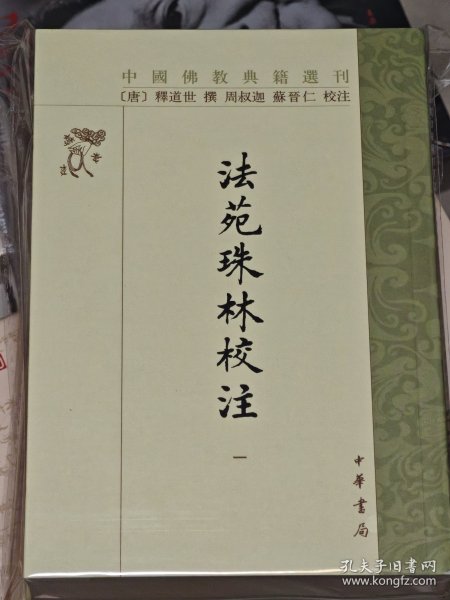 中國佛教典籍選刊
〔唐〕釋道世 撰 周叔迦 蘇晉仁 校注
法苑珠林校注
一
中華書局
孔夫子旧书网
www.kongfz.com